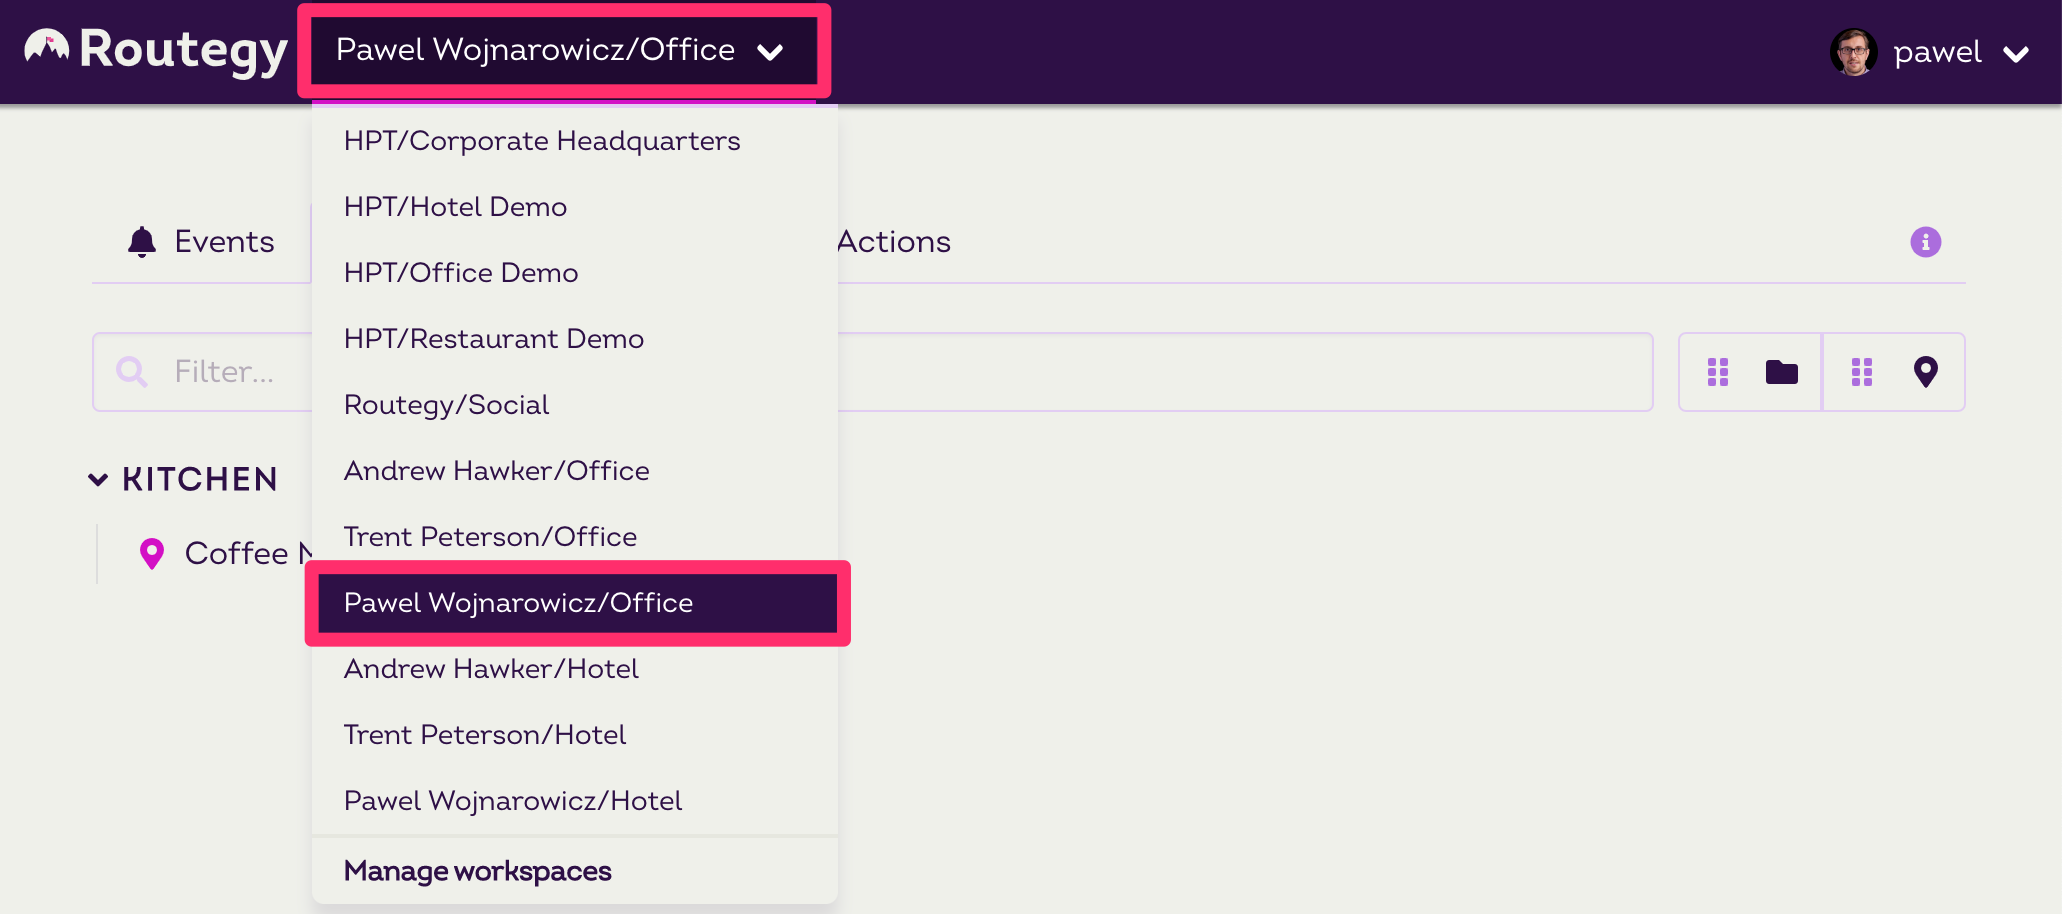 Routegy
Pawel Wojnarowicz/Office
pawel
HPT/Corporate Headquarters
HPT/Hotel Demo
Events
Actions
HPT/Office Demo
HPT/Restaurant Demo
Filter...
Routegy/Social
Andrew Hawker/Office
KITCHEN
Trent Peterson/Office
Coffee
Pawel Wojnarowicz/Office
Andrew Hawker/Hotel
Trent Peterson/Hotel
Pawel Wojnarowicz/Hotel
Manage workspaces